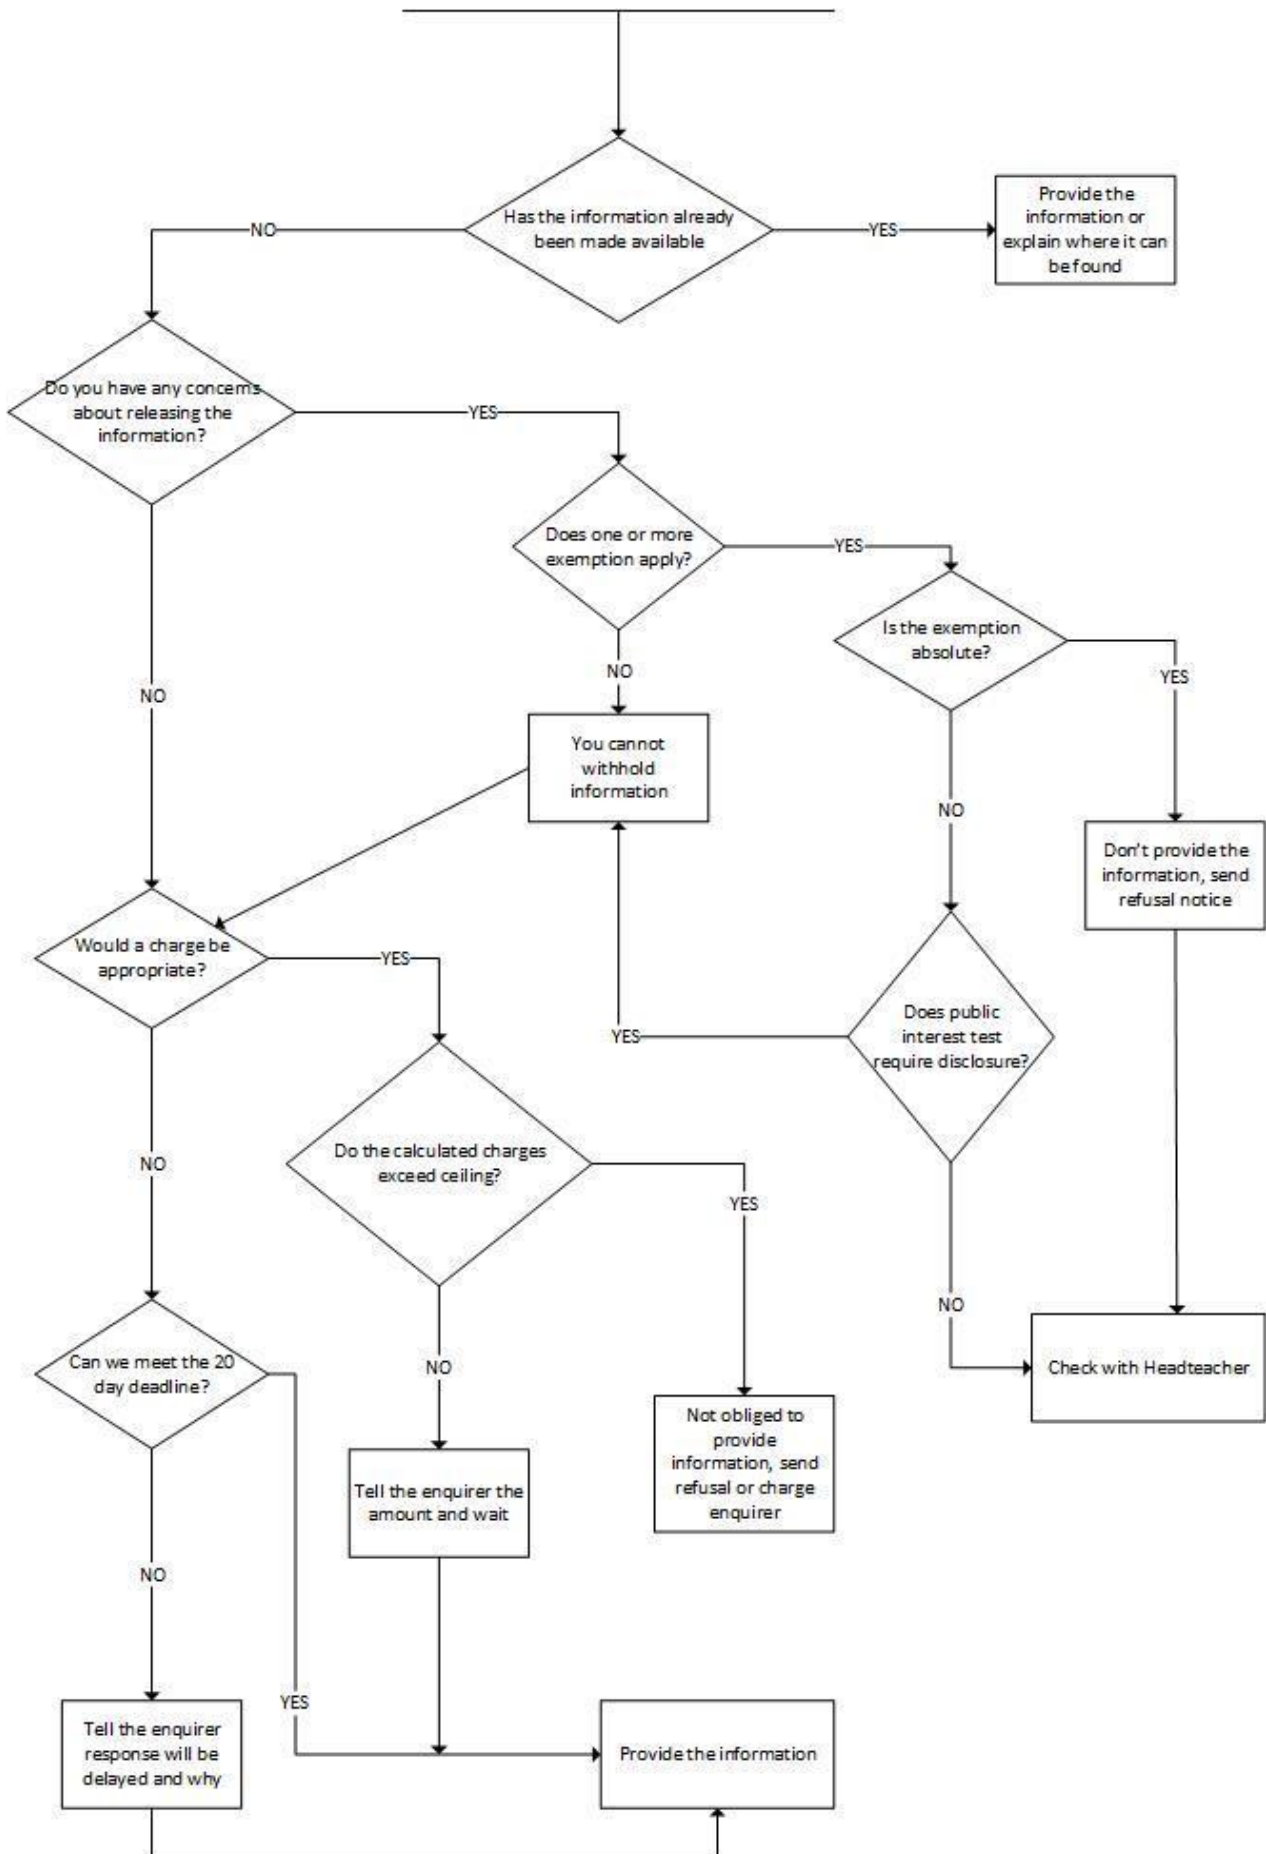 Has the information already
been made available
NO
YES
Provide the
information or
explain where it can
be found
Do you have any concerns
about releasing the
information?
YES
Does one or more
exemption apply?
YES
Is the exemption
absolute?
NO
YES
NO
You cannot
withhold
information
NO
Don't provide the
information, send
refusal notice
Would a charge be
appropriate?
YES
Does public
interest test
require disclosure?
YES
Do the calculated charges
exceed ceiling?
NO
YES
NO
Can we meet the 20
day deadline?
NO
Check with Headteacher
Not obliged to
provide
information, send
refusal or charge
enquirer
Tell the enquirer the
amount and wait
NO
YES
Tell the enquirer
response will be
delayed and why
Provide the information